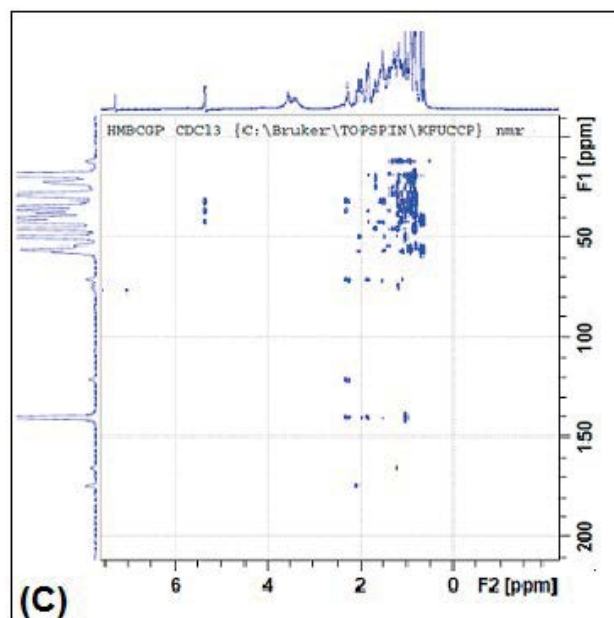 HMBCGP CDCl3 {C:\Bruker\TOPSPIN\KFUCCP} nmr
F1 [ppm]
50
100
150
200
6 4 2 0 F2 [ppm]
(C)